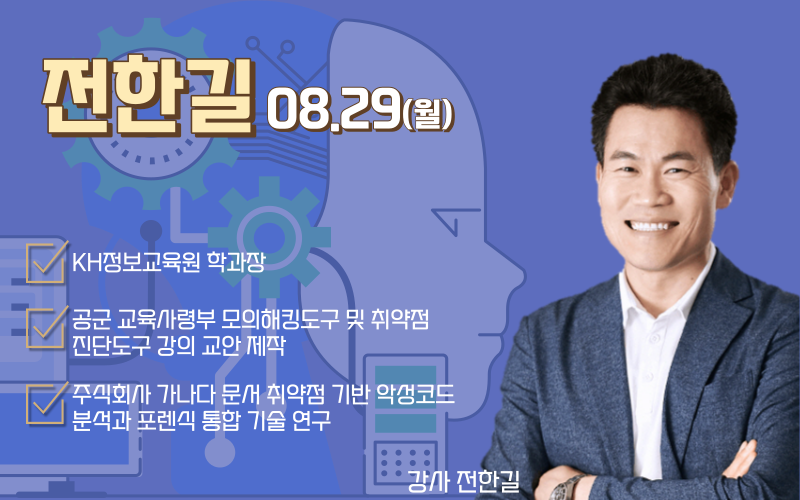 전한길 08.29(월)
KH정보교육원 학과장
공군 교육사령부 모의해킹도구 및 취약점
진단도구 강의 교안 제작
주식회사 가나다 문서 취약점 기반 악성코드
분석과 포렌식 통합 기술 연구
강사 전한길